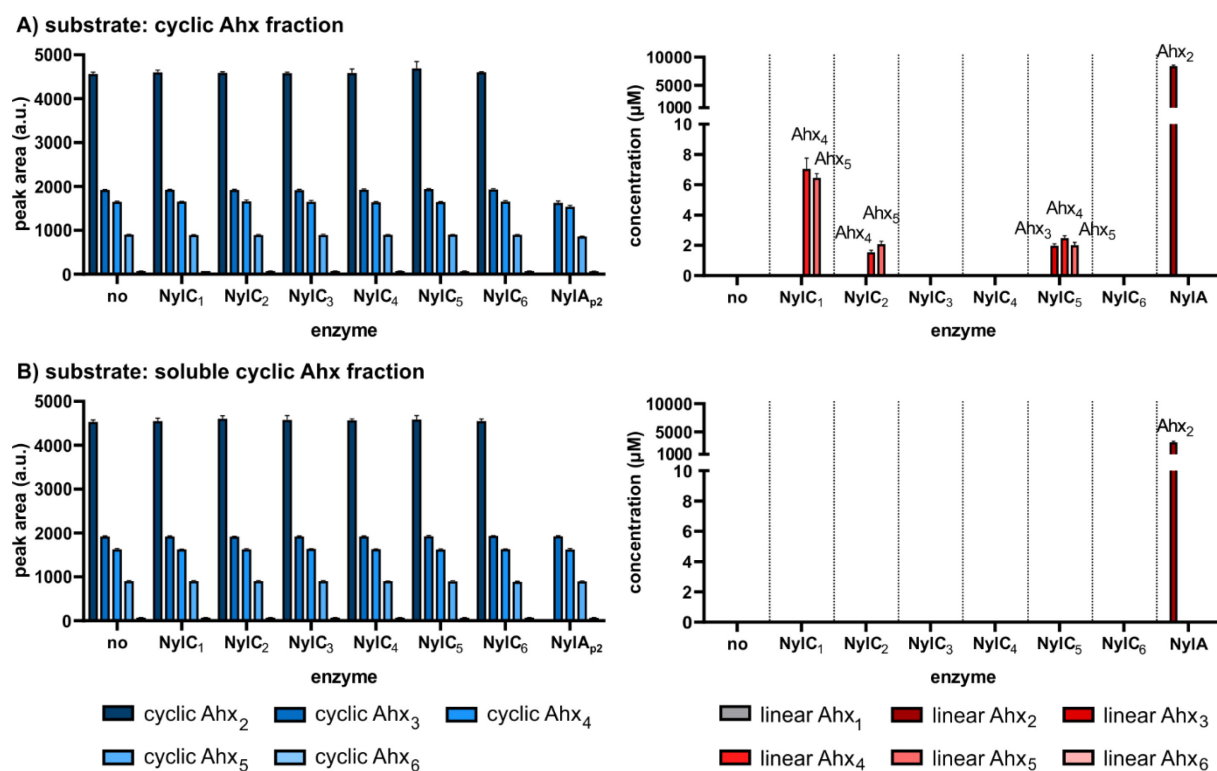 A) substrate: cyclic Ahx fraction
peak area (a.u.)
5000
4000
3000
2000
1000
0
no NylC1 NylC2 NylC3 NylC4 NylC5 NylC6 NylAp2
enzyme
concentration (µM)
10000
5000
1000
10
8
6
4
2
0
Ahx4
Ahx5
Ahx4
Ahx5
Ahx3
Ahx4
Ahx5
Ahx2
no NylC1 NylC2 NylC3 NylC4 NylC5 NylC6 NylA
enzyme
B) substrate: soluble cyclic Ahx fraction
peak area (a.u.)
5000
4000
3000
2000
1000
0
no NylC1 NylC2 NylC3 NylC4 NylC5 NylC6 NylAp2
enzyme
concentration (µM)
10000
5000
1000
10
8
6
4
2
0
Ahx2
no NylC1 NylC2 NylC3 NylC4 NylC5 NylC6 NylA
enzyme
cyclic Ahx2 cyclic Ahx3 cyclic Ahx4
cyclic Ahx5 cyclic Ahx6
linear Ahx1 linear Ahx2 linear Ahx3
linear Ahx4 linear Ahx5 linear Ahx6